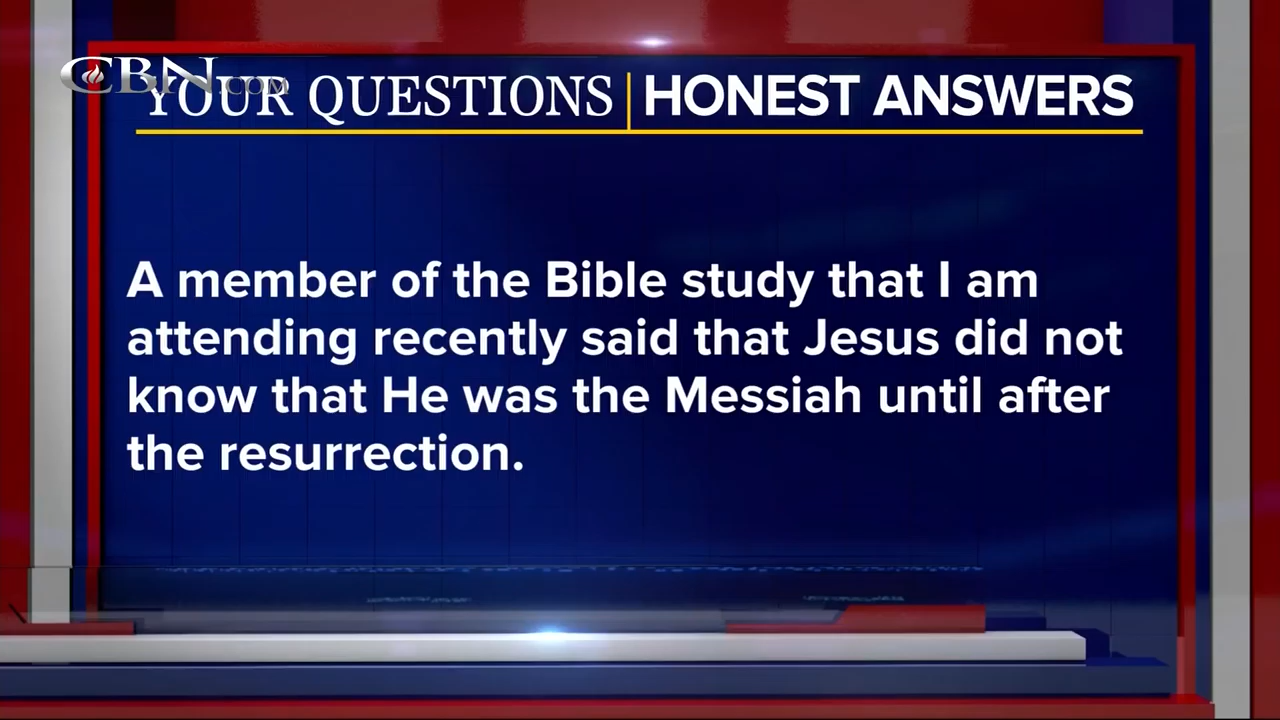 CBN.COM
YOUR QUESTIONS | HONEST ANSWERS
A member of the Bible study that I am
attending recently said that Jesus did not
know that He was the Messiah until after
the resurrection.